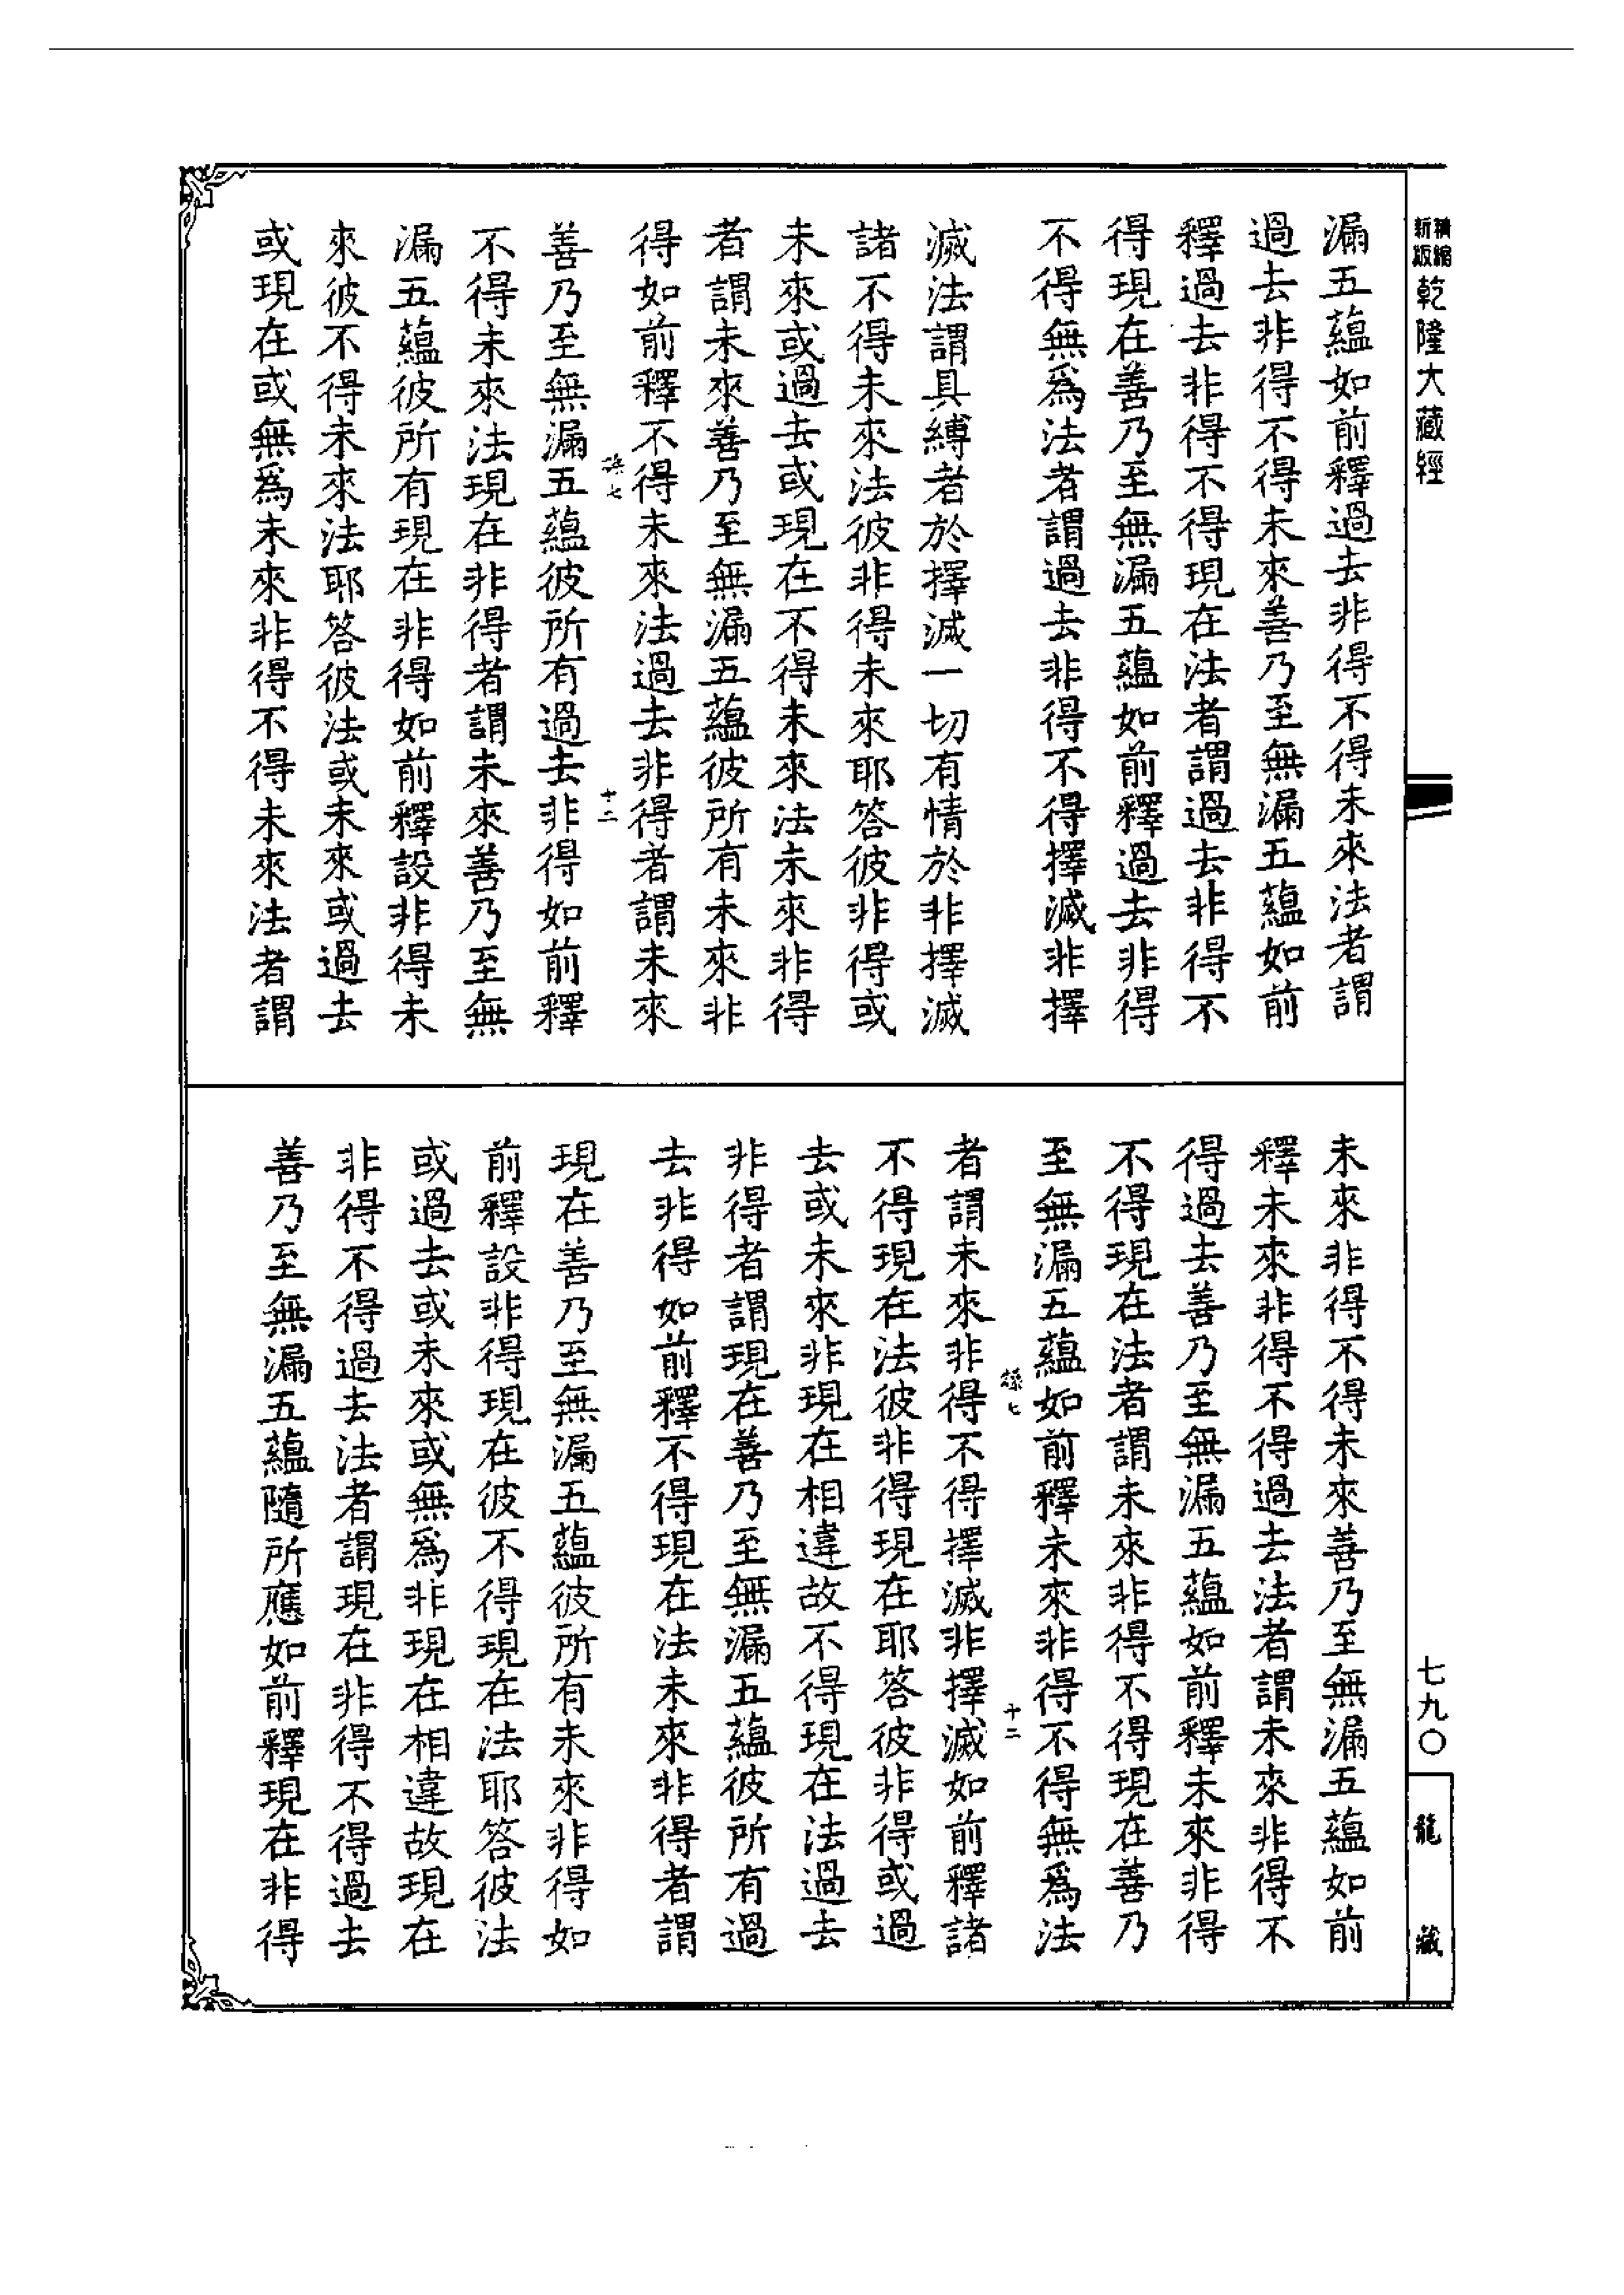 精縮新版乾隆大藏經
七九〇
龍藏
漏五蘊如前釋過去非得不得未來法者謂
過去非得不得未來善乃至無漏五蘊如前
釋過去非得不得現在法者謂過去非得不
得現在善乃至無漏五蘊如前釋過去非得
不得無爲法者謂過去非得不得擇滅非擇
滅法謂具縛者於擇滅一切有情於非擇滅
諸不得未來法彼非得未來耶答彼非得或
未來或過去或現在不得未來法未來非得
者謂未來善乃至無漏五蘊彼所有未來非
得如前釋不得未來法過去非得者謂未來
善乃至無漏五蘊彼所有過去非得如前釋
不得未來法現在非得者謂未來善乃至無
漏五蘊彼所有現在非得如前釋設非得未
來彼不得未來法耶答彼法或未來或過去
或現在或無爲未來非得不得未來法者謂
未來非得不得未來善乃至無漏五蘊如前
釋未來非得不得過去法者謂未來非得不
得過去善乃至無漏五蘊如前釋未來非得
不得現在法者謂未來非得不得現在善乃
至無漏五蘊如前釋未來非得不得無爲法
者謂未來非得不得擇滅非擇滅如前釋諸
不得現在法彼非得現在耶答彼非得或過
去或未來非現在相違故不得現在法過去
非得者謂現在善乃至無漏五蘊彼所有過
去非得如前釋不得現在法未來非得者謂
現在善乃至無漏五蘊彼所有未來非得如
前釋設非得現在彼不得現在法耶答彼法
或過去或未來或無爲非現在相違故現在
非得不得過去法者謂現在非得不得過去
善乃至無漏五蘊隨所應如前釋現在非得